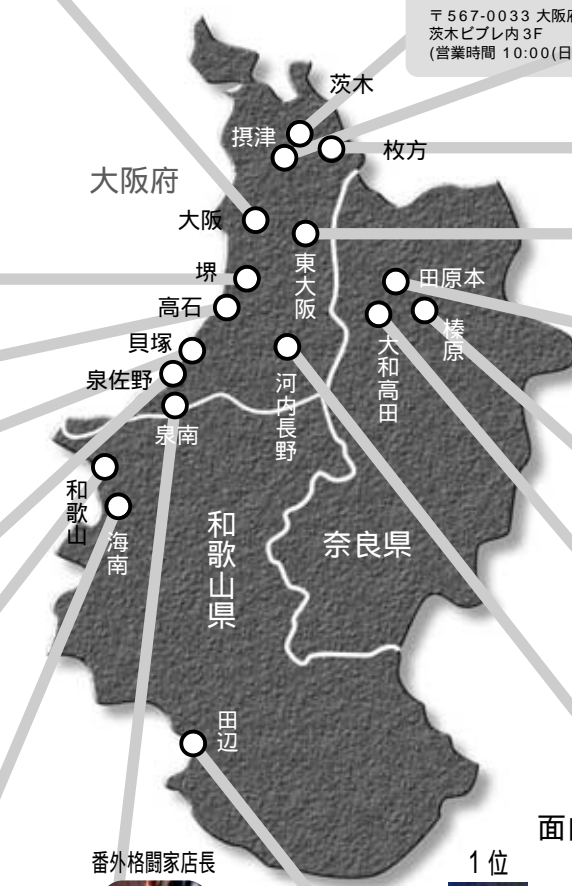 〒567-0033 大阪府
茨木ビブレ内3F
(営業時間 10:00(日
茨木
摂津
枚方
大阪府
大阪
東大阪
堺
田原本
高石
榛原
貝塚
大和高田
泉佐野
河内長野
泉南
和歌山
海南
和歌山県
奈良県
田辺
面
番外格闘家店長
1位